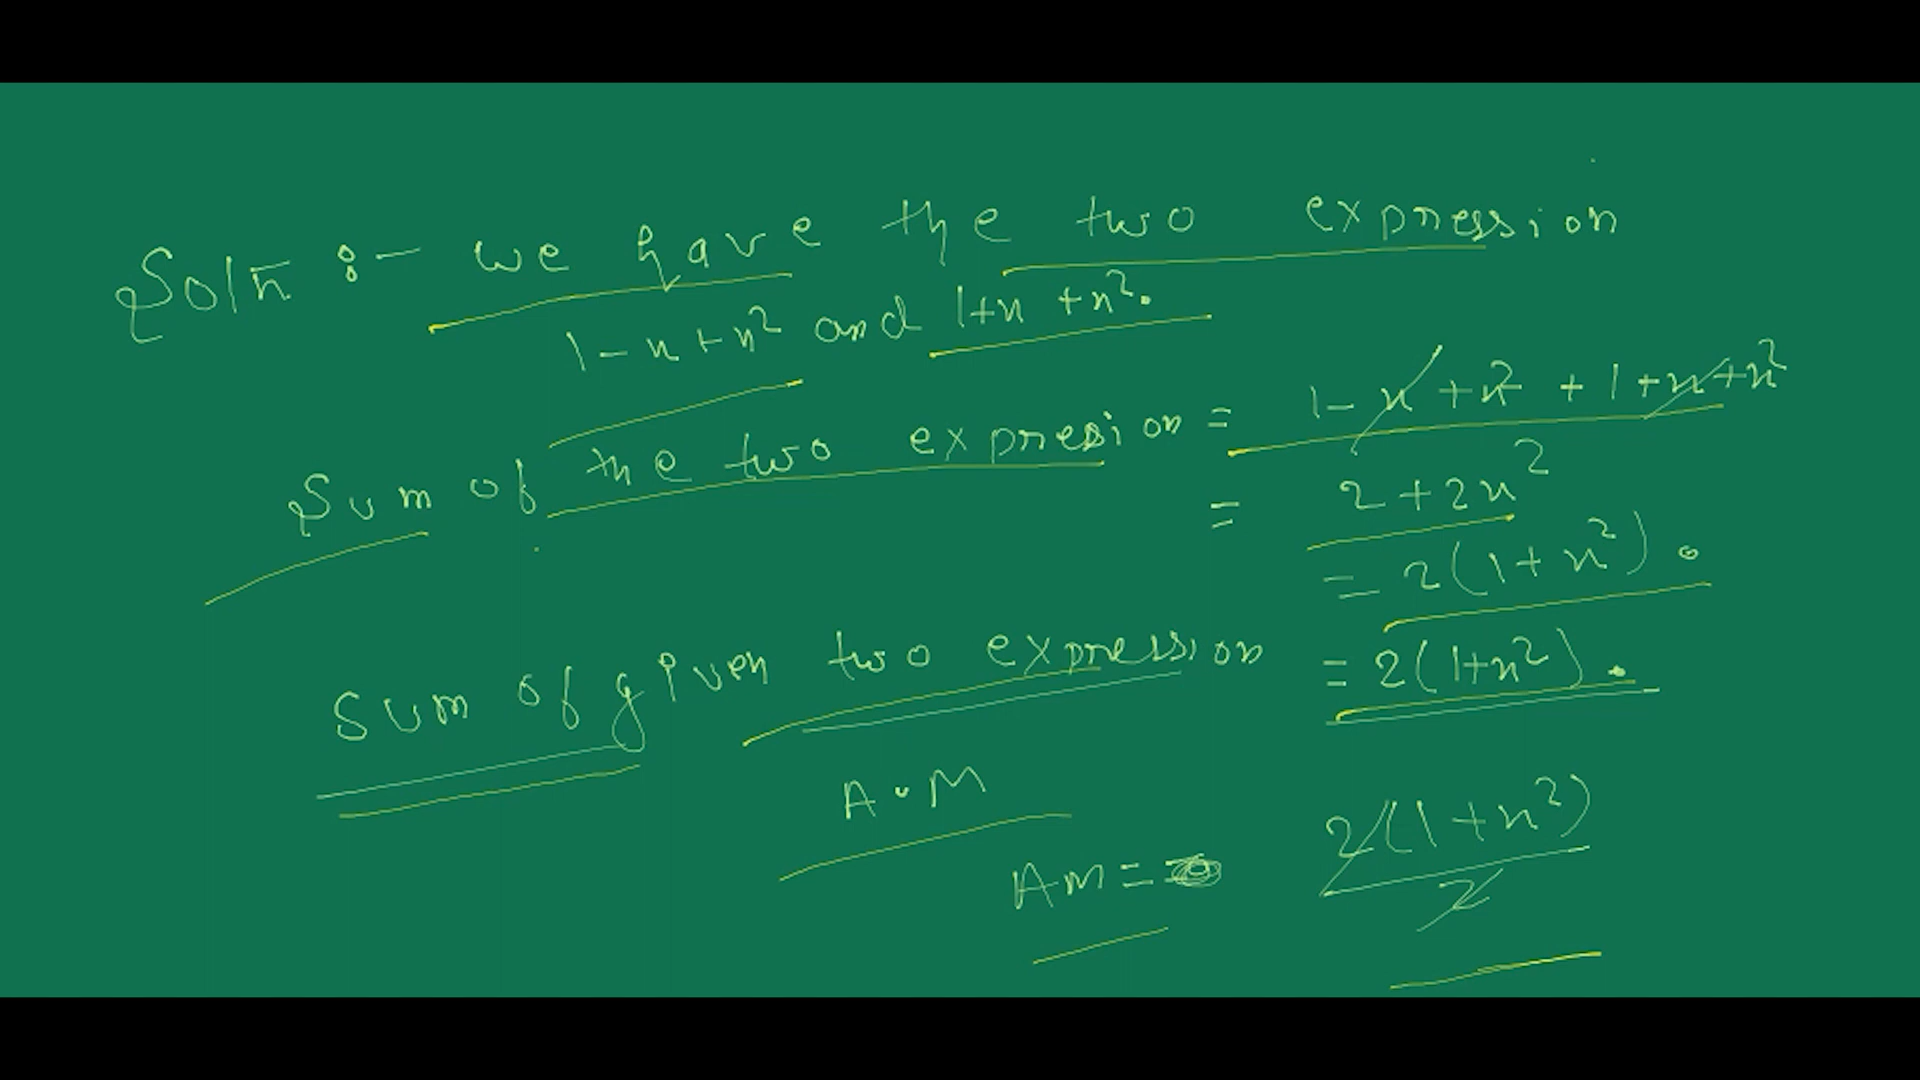 Soln :- we have the two expression
1-x+x² and 1+x+x².
Sum of the two expresion = 1-x+x²+1+x+x²
= 2+2x²
= 2(1+x²).
Sum of given two expression = 2(1+x²).
A.M
AM = 2(1+x²)
2